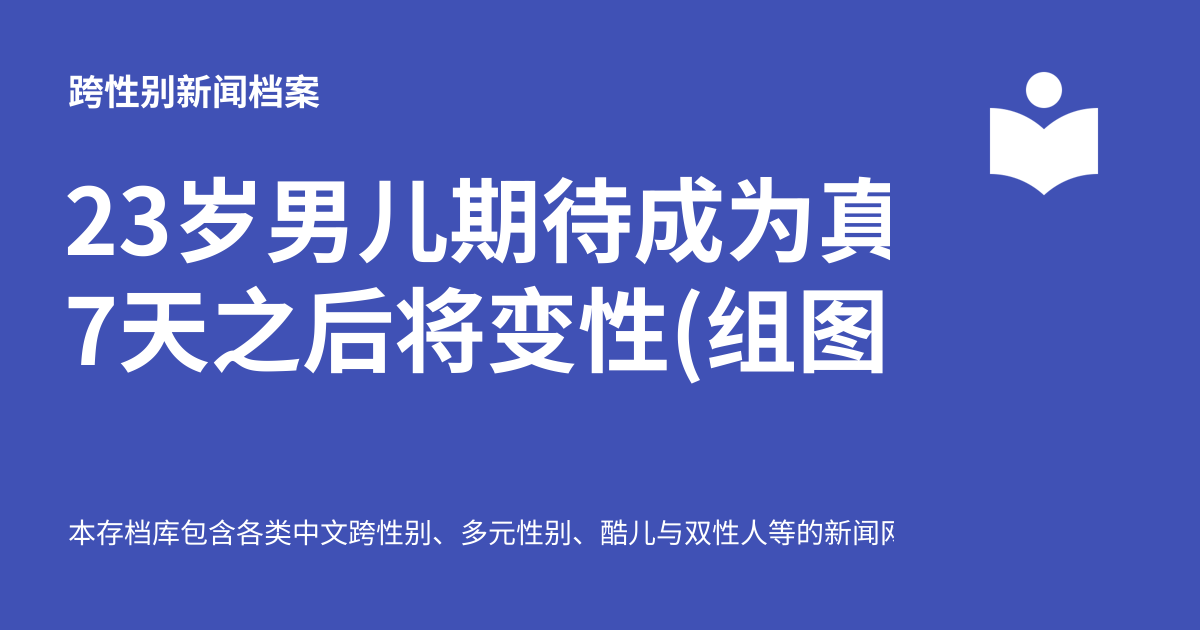 跨性别新闻档案
23岁男儿期待成为真
7天之后将变性(组图
本存档库包含各类中文跨性别、多元性别、酷儿与双性人等的新闻网